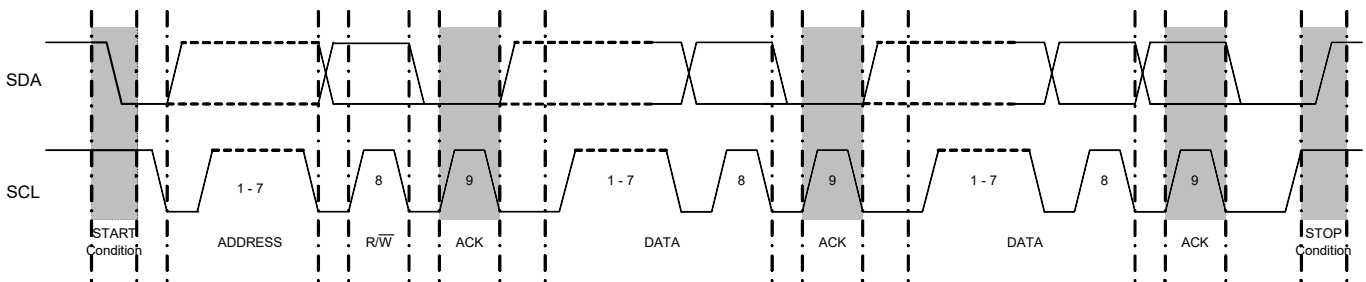 SDA
SCL
1 - 7
8
9
1 - 7
8
9
1 - 7
8
9
START
Condition
ADDRESS
R/W̅
ACK
DATA
ACK
DATA
ACK
STOP
Condition